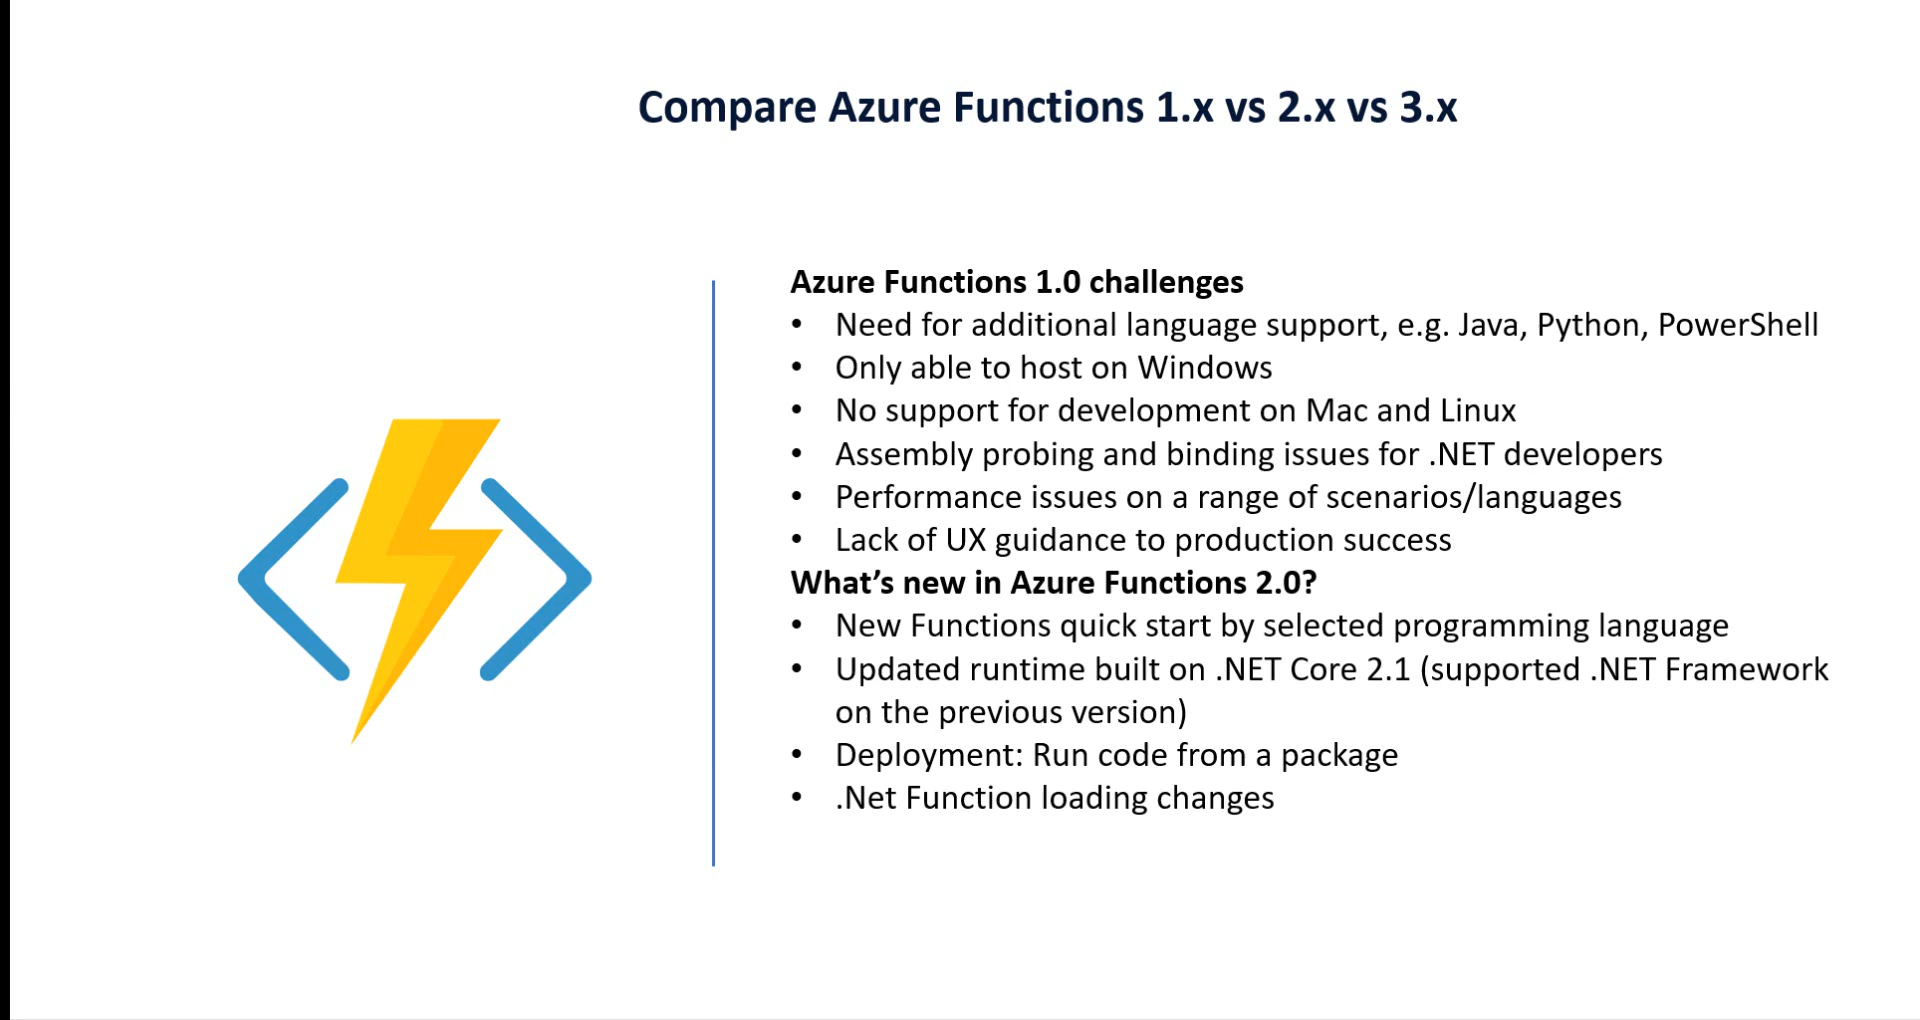 Compare Azure Functions 1.x vs 2.x vs 3.x
Azure Functions 1.0 challenges
• Need for additional language support, e.g. Java, Python, PowerShell
• Only able to host on Windows
• No support for development on Mac and Linux
• Assembly probing and binding issues for .NET developers
• Performance issues on a range of scenarios/languages
• Lack of UX guidance to production success
What’s new in Azure Functions 2.0?
• New Functions quick start by selected programming language
• Updated runtime built on .NET Core 2.1 (supported .NET Framework
on the previous version)
• Deployment: Run code from a package
• .Net Function loading changes